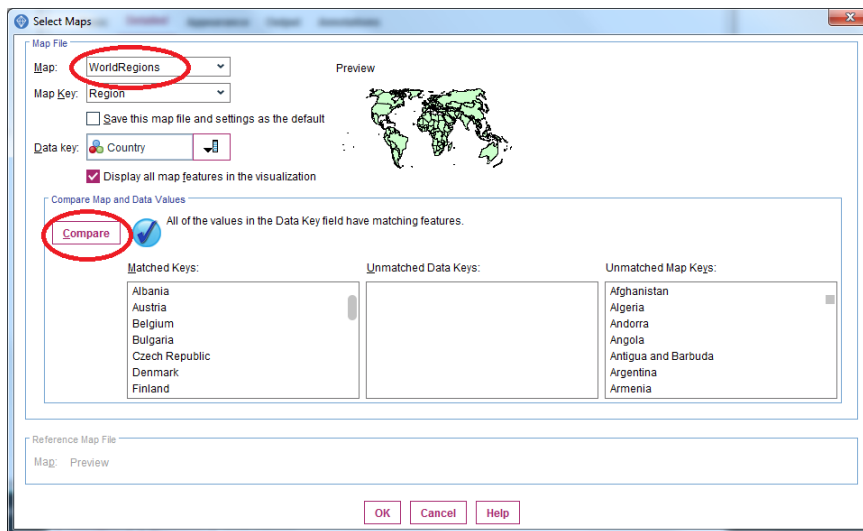 Select Maps
Detailed Appearance Output Annotations
Map File
Map: WorldRegions
Preview
Map Key: Region
Save this map file and settings as the default
Data key: Country
Display all map features in the visualization
Compare Map and Data Values
Compare All of the values in the Data Key field have matching features.
Matched Keys: Unmatched Data Keys: Unmatched Map Keys:
Albania Afghanistan
Austria Algeria
Belgium Andorra
Bulgaria Angola
Czech Republic Antigua and Barbuda
Denmark Argentina
Finland Armenia
Reference Map File
Map: Preview
OK Cancel Help